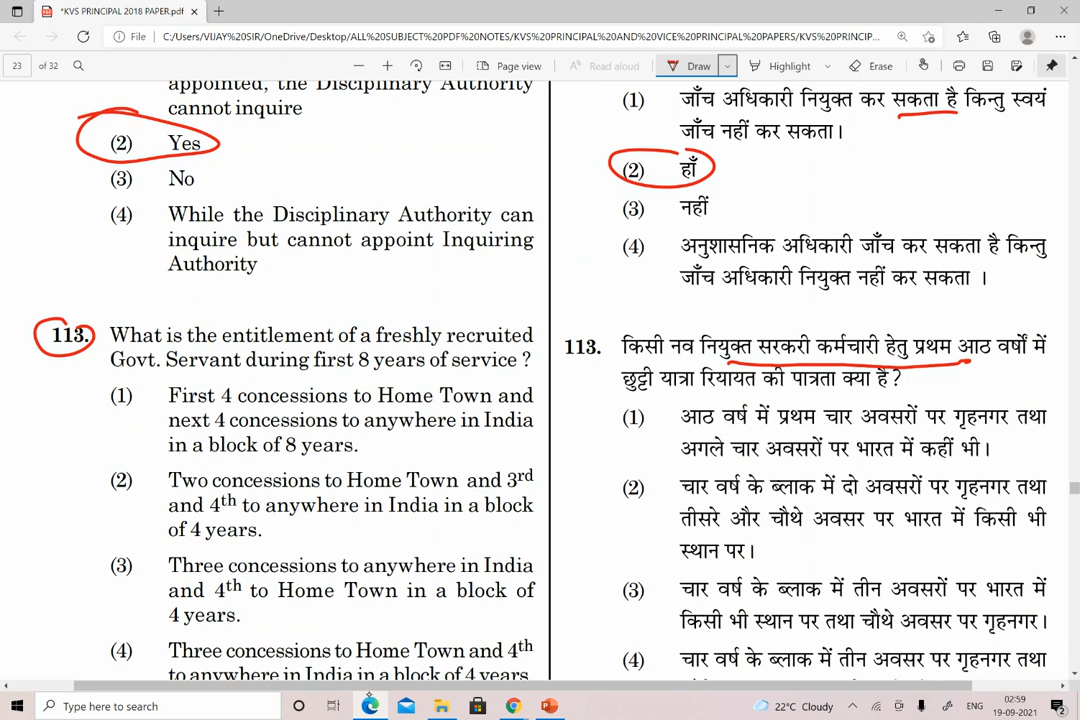 *KVS PRINCIPAL 2018 PAPER.pdf
File
C:/Users/VIJAY%20SIR/OneDrive/Desktop/ALL%20SUBJECT%20PDF%20NOTES/KVS%20PRINCIPAL%20AND%20VICE%20PRINCIPAL%20PAPERS/KVS%20PRINCIPAL...
23 of 32
Page view
Read aloud
Draw
Highlight
Erase
appointed, the Disciplinary Authority
cannot inquire
(2) Yes
(3) No
(4) While the Disciplinary Authority can
inquire but cannot appoint Inquiring
Authority
113. What is the entitlement of a freshly recruited
Govt. Servant during first 8 years of service ?
(1) First 4 concessions to Home Town and
next 4 concessions to anywhere in India
in a block of 8 years.
(2) Two concessions to Home Town and 3rd
and 4th to anywhere in India in a block
of 4 years.
(3) Three concessions to anywhere in India
and 4th to Home Town in a block of
4 years.
(4) Three concessions to Home Town and 4th
to anywhere in India in a block of 4 years.
(1) जाँच अधिकारी नियुक्त कर सकता है किन्तु स्वयं
जाँच नहीं कर सकता।
(2) हाँ
(3) नहीं
(4) अनुशासनिक अधिकारी जाँच कर सकता है किन्तु
जाँच अधिकारी नियुक्त नहीं कर सकता ।
113. किसी नव नियुक्त सरकारी कर्मचारी हेतु प्रथम आठ वर्षों में
छुट्टी यात्रा रियायत की पात्रता क्या है?
(1) आठ वर्ष में प्रथम चार अवसरों पर गृहनगर तथा
अगले चार अवसरों पर भारत में कहीं भी।
(2) चार वर्ष के ब्लाक में दो अवसरों पर गृहनगर तथा
तीसरे और चौथे अवसर पर भारत में किसी भी
स्थान पर।
(3) चार वर्ष के ब्लाक में तीन अवसरों पर भारत में
किसी भी स्थान पर तथा चौथे अवसर पर गृहनगर।
(4) चार वर्ष के ब्लाक में तीन अवसर पर गृहनगर तथा
Type here to search
22°C Cloudy
ENG
02:59
19-09-2021
2